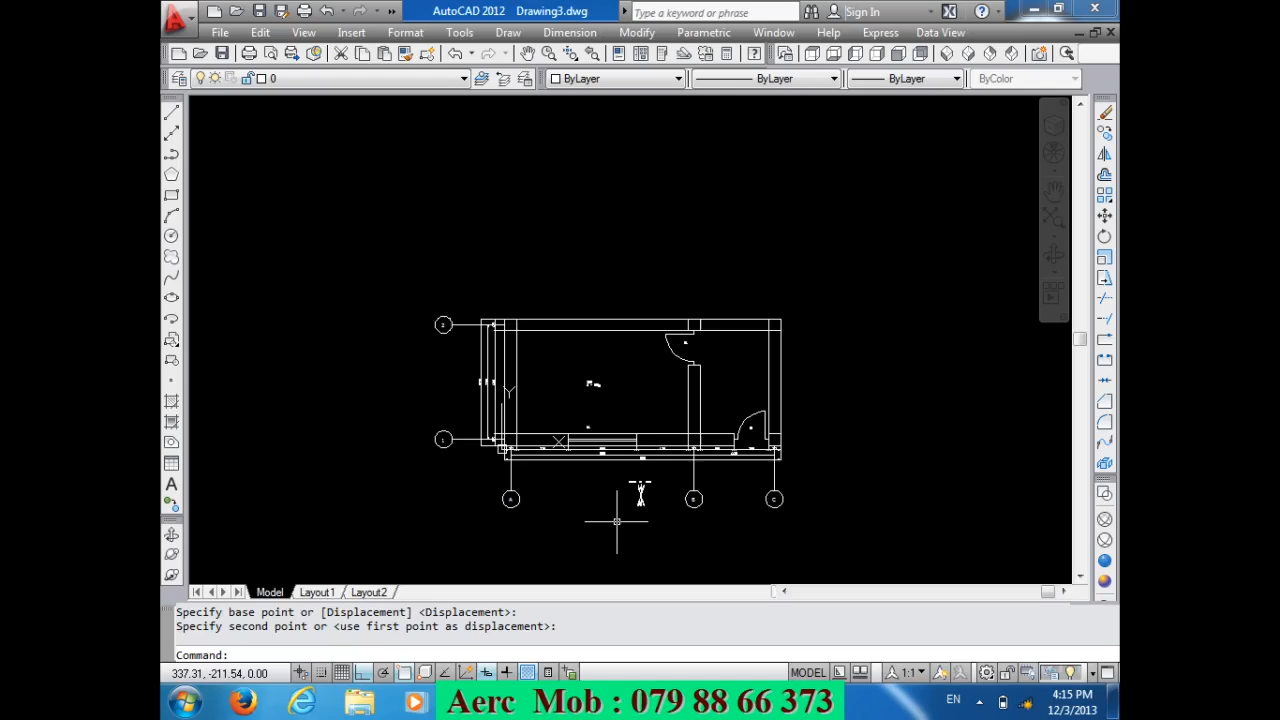 AutoCAD 2012 Drawing3.dwg
Type a keyword or phrase
Sign In
File Edit View Insert Format Tools Draw Dimension Modify Parametric Window Help Express Data View
0
ByLayer ByLayer ByLayer ByColor
2
1
A B C
Y
X
Model Layout1 Layout2
Specify base point or [Displacement] <Displacement>:
Specify second point or <use first point as displacement>:
Command:
337.31, -211.54, 0.00
MODEL
1:1
Aerc Mob : 079 88 66 373
EN
4:15 PM
12/3/2013